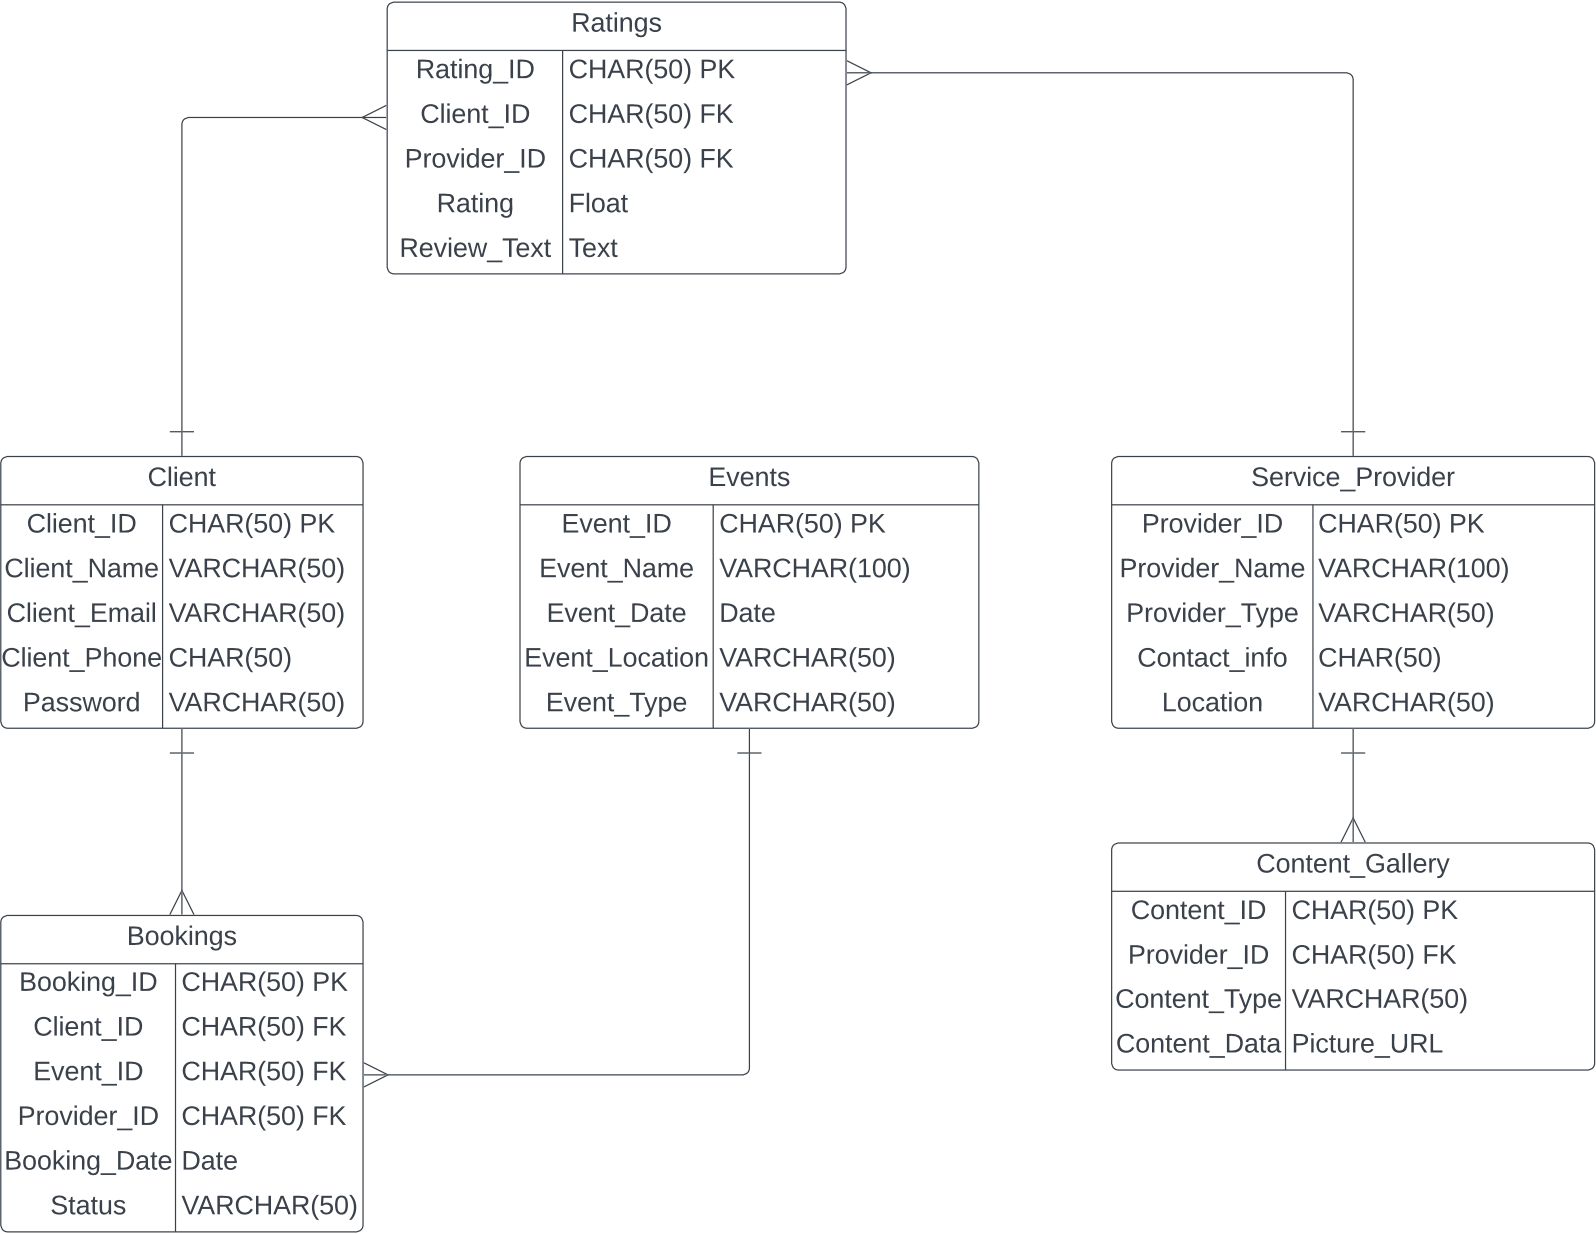 Ratings
Rating_ID CHAR(50) PK
Client_ID CHAR(50) FK
Provider_ID CHAR(50) FK
Rating Float
Review_Text Text
Client
Client_ID CHAR(50) PK
Client_Name VARCHAR(50)
Client_Email VARCHAR(50)
Client_Phone CHAR(50)
Password VARCHAR(50)
Events
Event_ID CHAR(50) PK
Event_Name VARCHAR(100)
Event_Date Date
Event_Location VARCHAR(50)
Event_Type VARCHAR(50)
Service_Provider
Provider_ID CHAR(50) PK
Provider_Name VARCHAR(100)
Provider_Type VARCHAR(50)
Contact_info CHAR(50)
Location VARCHAR(50)
Bookings
Booking_ID CHAR(50) PK
Client_ID CHAR(50) FK
Event_ID CHAR(50) FK
Provider_ID CHAR(50) FK
Booking_Date Date
Status VARCHAR(50)
Content_Gallery
Content_ID CHAR(50) PK
Provider_ID CHAR(50) FK
Content_Type VARCHAR(50)
Content_Data Picture_URL